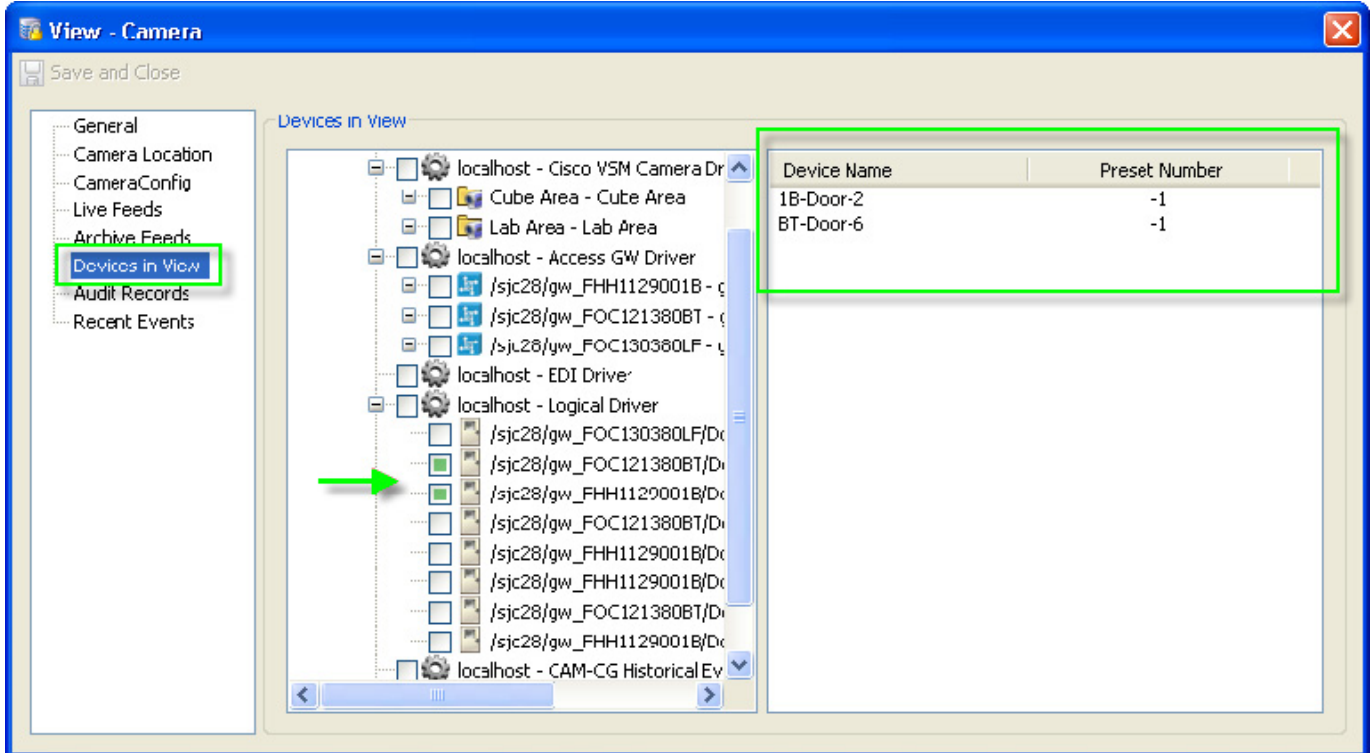 View - Camera
Save and Close
General
Camera Location
CameraConfig
Live Feeds
Archive Feeds
Devices in View
Audit Records
Recent Events
Devices in View
localhost - Cisco VSM Camera Dr
Cube Area - Cube Area
Lab Area - Lab Area
localhost - Access GW Driver
/sjc28/gw_FHH1129001B - g
/sjc28/gw_FOC121380BT - g
/sjc28/gw_FOC130380LF - g
localhost - EDI Driver
localhost - Logical Driver
/sjc28/gw_FOC130380LF/Do
/sjc28/gw_FOC121380BT/Do
/sjc28/gw_FHH1129001B/Do
/sjc28/gw_FOC121380BT/Do
/sjc28/gw_FHH1129001B/Do
/sjc28/gw_FHH1129001B/Do
/sjc28/gw_FOC121380BT/Do
/sjc28/gw_FHH1129001B/Do
localhost - CAM-CG Historical Ev
Device Name Preset Number
1B-Door-2 -1
BT-Door-6 -1